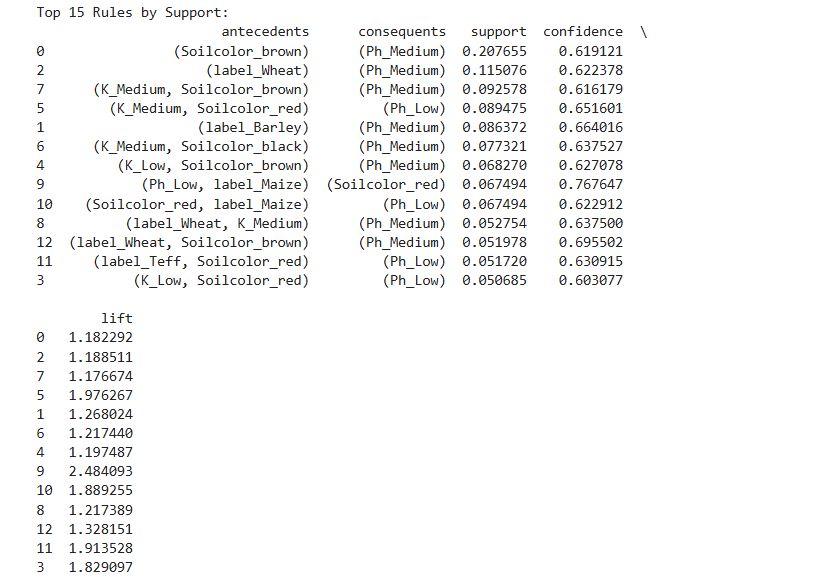 Top 15 Rules by Support:
antecedents consequents support confidence \
0 (Soilcolor_brown) (Ph_Medium) 0.207655 0.619121
2 (label_Wheat) (Ph_Medium) 0.115076 0.622378
7 (K_Medium, Soilcolor_brown) (Ph_Medium) 0.092578 0.616179
5 (K_Medium, Soilcolor_red) (Ph_Low) 0.089475 0.651601
1 (label_Barley) (Ph_Medium) 0.086372 0.664016
6 (K_Medium, Soilcolor_black) (Ph_Medium) 0.077321 0.637527
4 (K_Low, Soilcolor_brown) (Ph_Medium) 0.068270 0.627078
9 (Ph_Low, label_Maize) (Soilcolor_red) 0.067494 0.767647
10 (Soilcolor_red, label_Maize) (Ph_Low) 0.067494 0.622912
8 (label_Wheat, K_Medium) (Ph_Medium) 0.052754 0.637500
12 (label_Wheat, Soilcolor_brown) (Ph_Medium) 0.051978 0.695502
11 (label_Teff, Soilcolor_red) (Ph_Low) 0.051720 0.630915
3 (K_Low, Soilcolor_red) (Ph_Low) 0.050685 0.603077
lift
0 1.182292
2 1.188511
7 1.176674
5 1.976267
1 1.268024
6 1.217440
4 1.197487
9 2.484093
10 1.889255
8 1.217389
12 1.328151
11 1.913528
3 1.829097